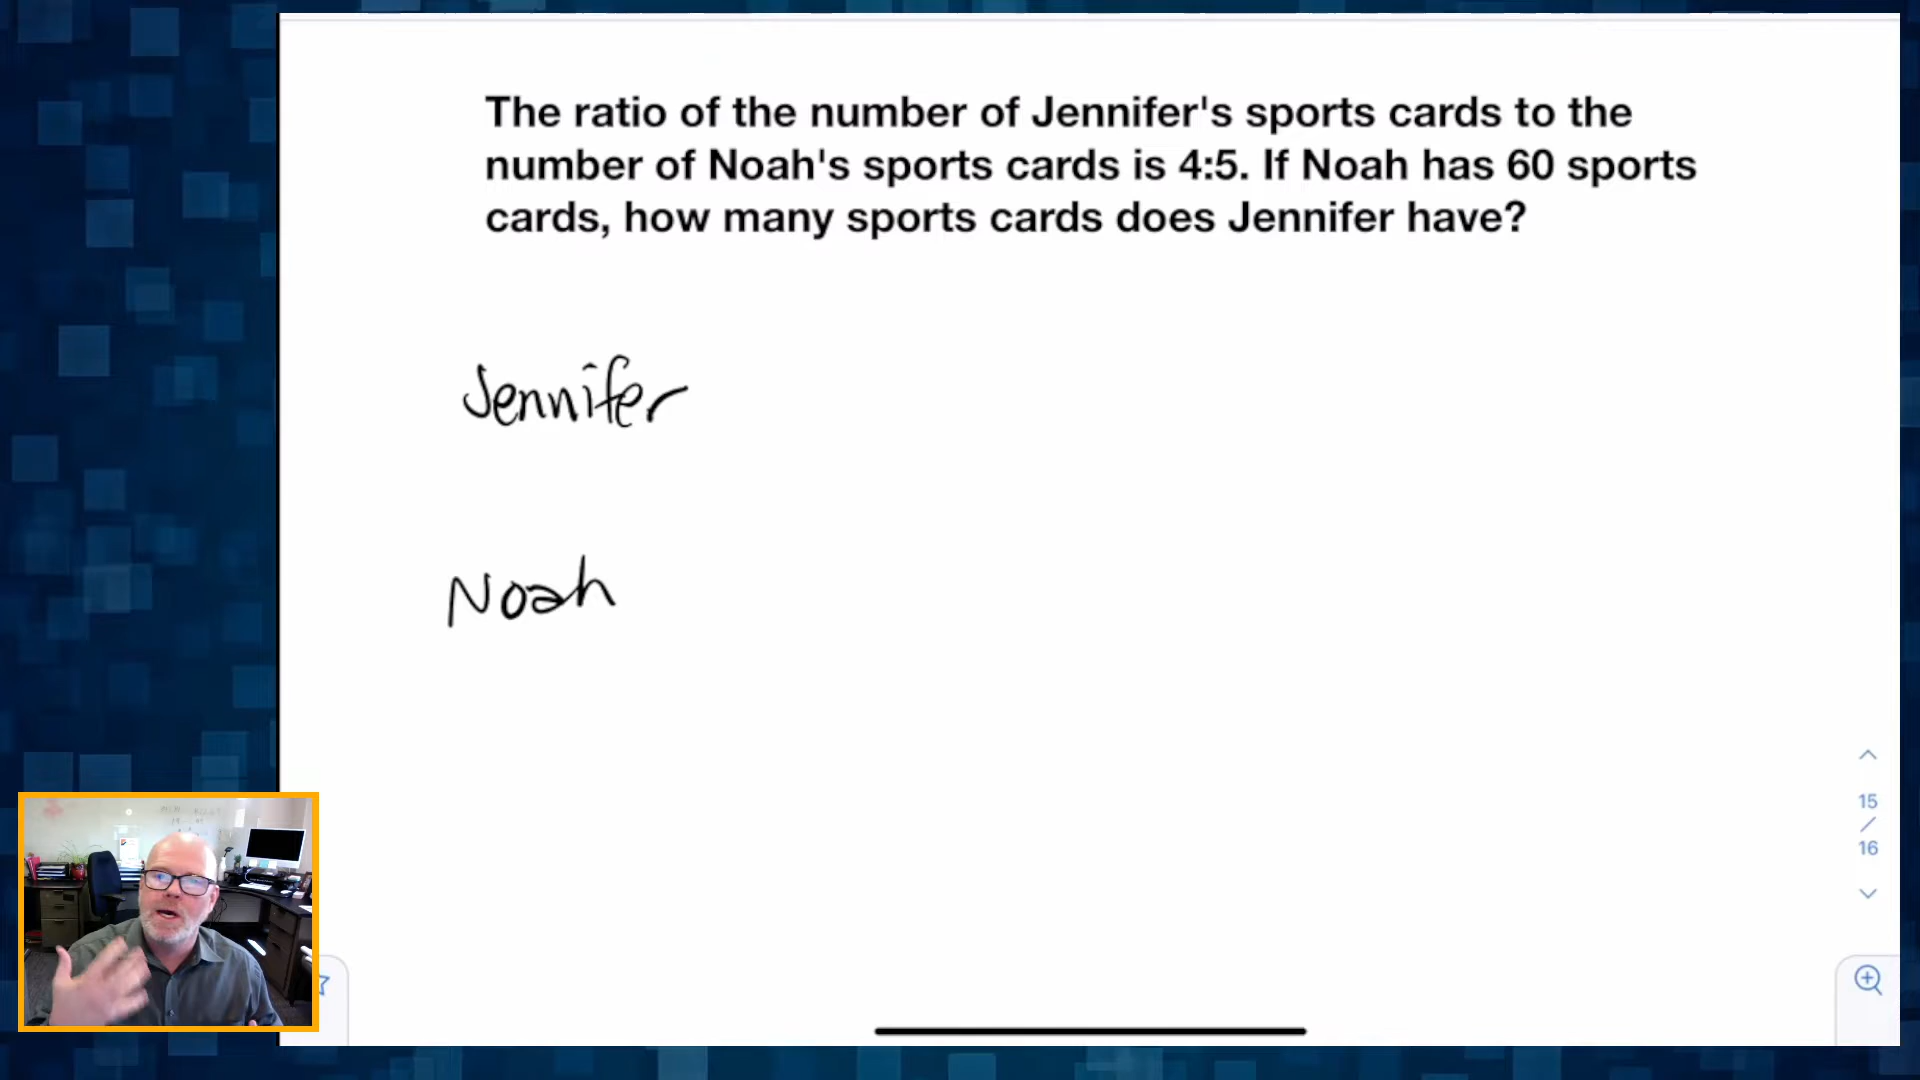 The ratio of the number of Jennifer's sports cards to the
number of Noah's sports cards is 4:5. If Noah has 60 sports
cards, how many sports cards does Jennifer have?
Jennifer
Noah
15
/
16